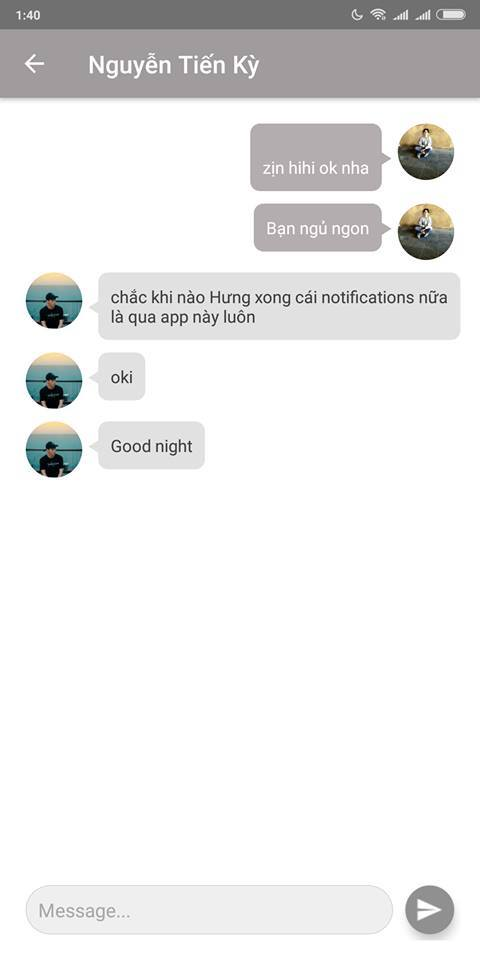 1:40
Nguyễn Tiến Kỳ
zịn hihi ok nha
Bạn ngủ ngon
chắc khi nào Hưng xong cái notifications nữa
là qua app này luôn
oki
Good night
Message...